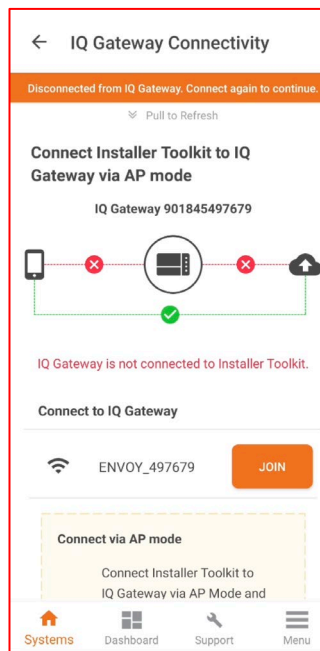 IQ Gateway Connectivity
Disconnected from IQ Gateway. Connect again to continue.
Pull to Refresh
Connect Installer Toolkit to IQ
Gateway via AP mode
IQ Gateway 901845497679
IQ Gateway is not connected to Installer Toolkit.
Connect to IQ Gateway
ENVOY_497679
JOIN
Connect via AP mode
Connect Installer Toolkit to
IQ Gateway via AP Mode and
Systems
Dashboard
Support
Menu